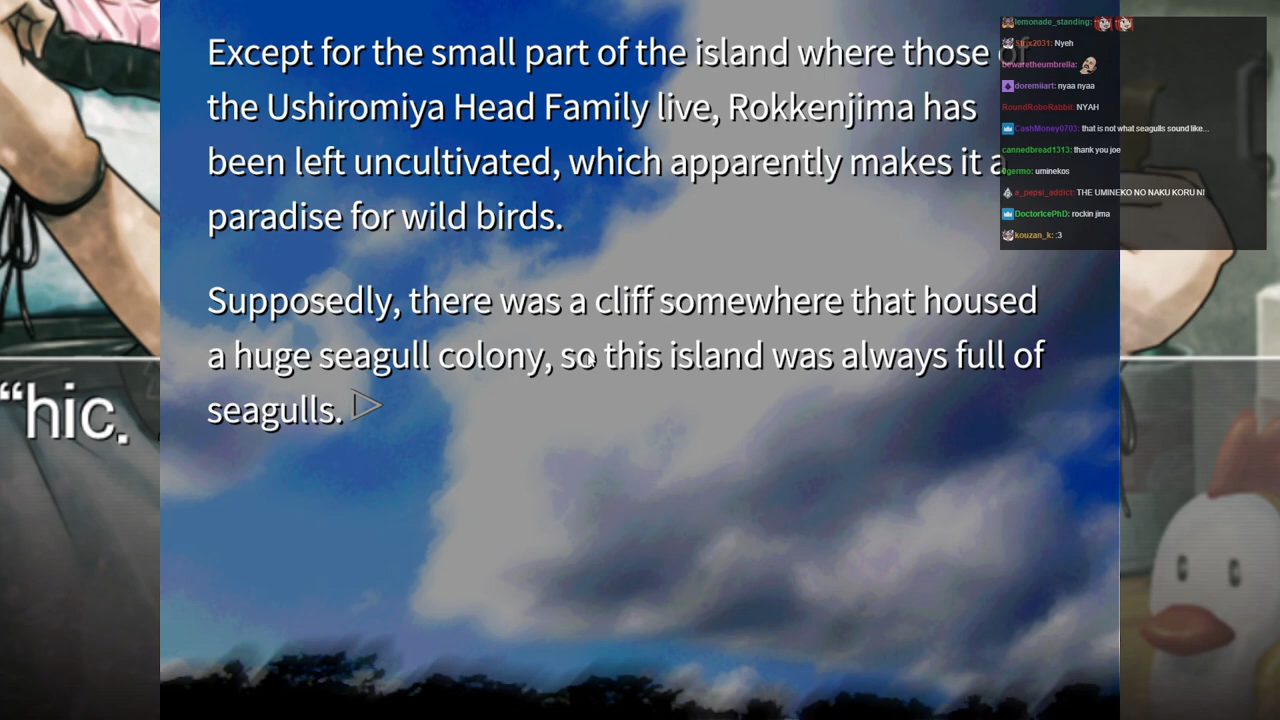 Except for the small part of the island where those of
the Ushiromiya Head Family live, Rokkenjima has
been left uncultivated, which apparently makes it a
paradise for wild birds.
Supposedly, there was a cliff somewhere that housed
a huge seagull colony, so this island was always full of
seagulls.
“hic.
lemonade_standing:
Stux2031: Nyeh
bewaretheumbrella:
doremiiart: nyaa nyaa
RoundRoboRabbit: NYAH
CashMoney0703: that is not what seagulls sound like...
cannedbread1313: thank you joe
ogermo: uminekos
a_pepsi_addict: THE UMINEKO NO NAKU KORU NI
DoctorIcePhD: rockin jima
kouzan_k: :3